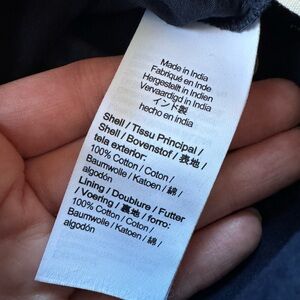 Made in India
Fabriqué en Inde
Hergestellt in Indien
Vervaardigd in India
インド製
hecho en india
Shell / Tissu Principal /
Shell / Bovenstof / 表地 /
tela exterior:
100% Cotton / Coton /
Baumwolle / Katoen / 綿 /
algodón
Lining / Doublure / Futter
/ Voering / 裏地 / forro:
100% Cotton / Coton /
Baumwolle / Katoen / 綿 /
algodón